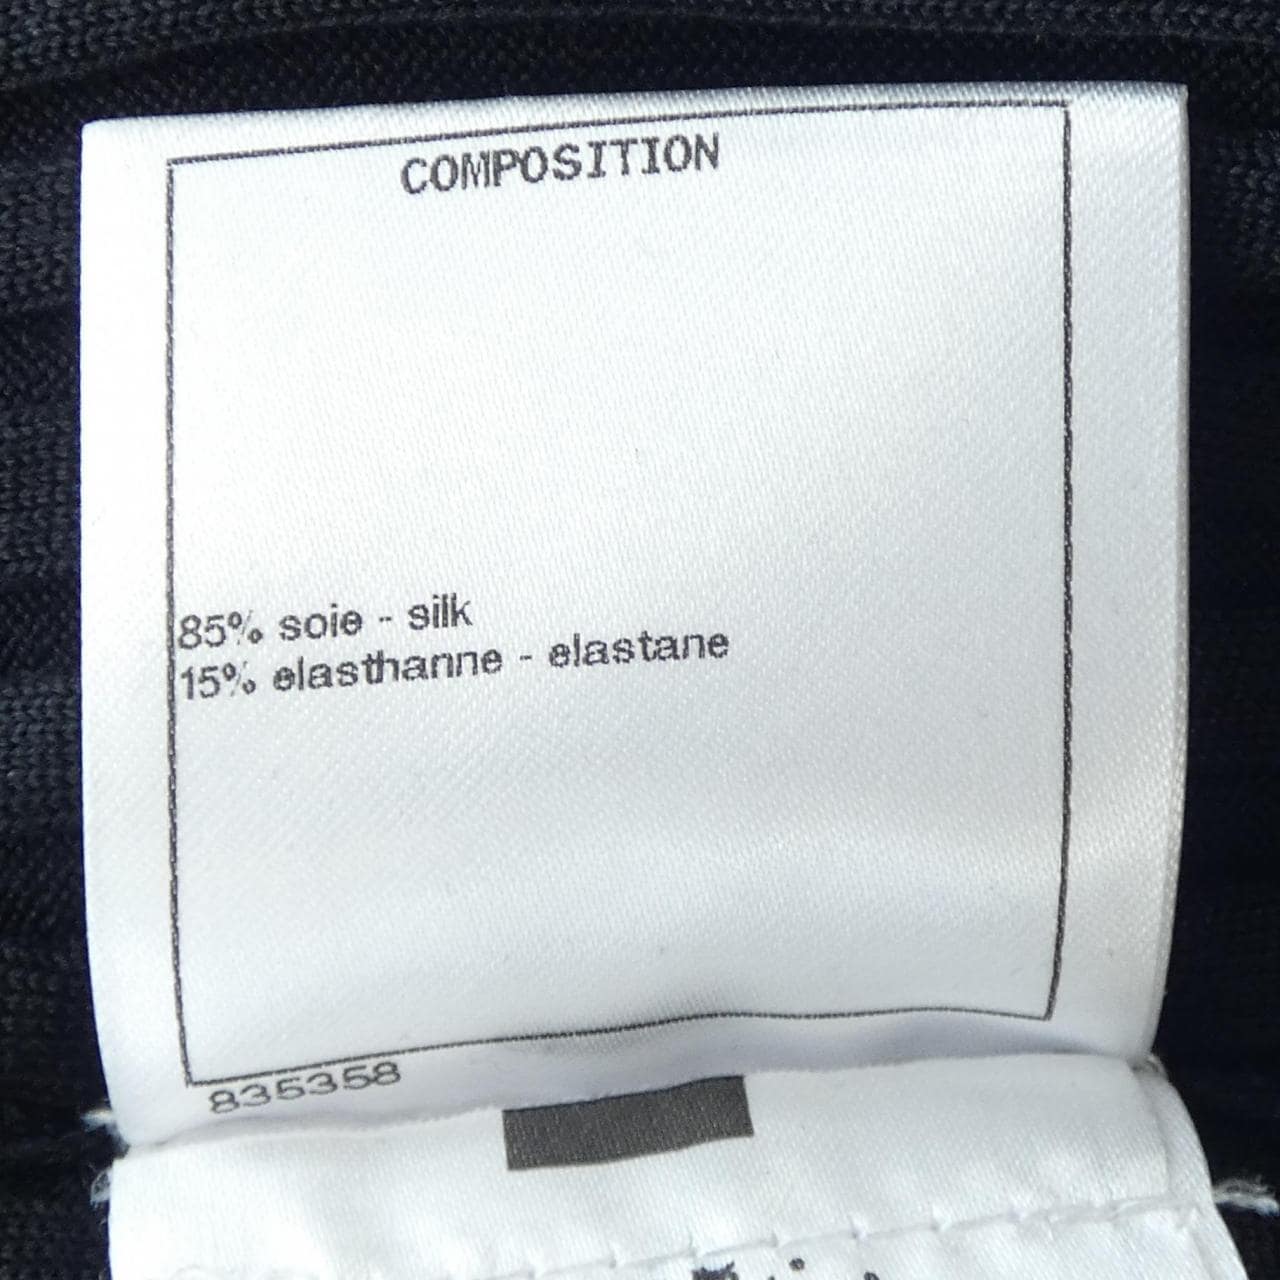 COMPOSITION
85% soie - silk
15% elasthanne - elastane
835358